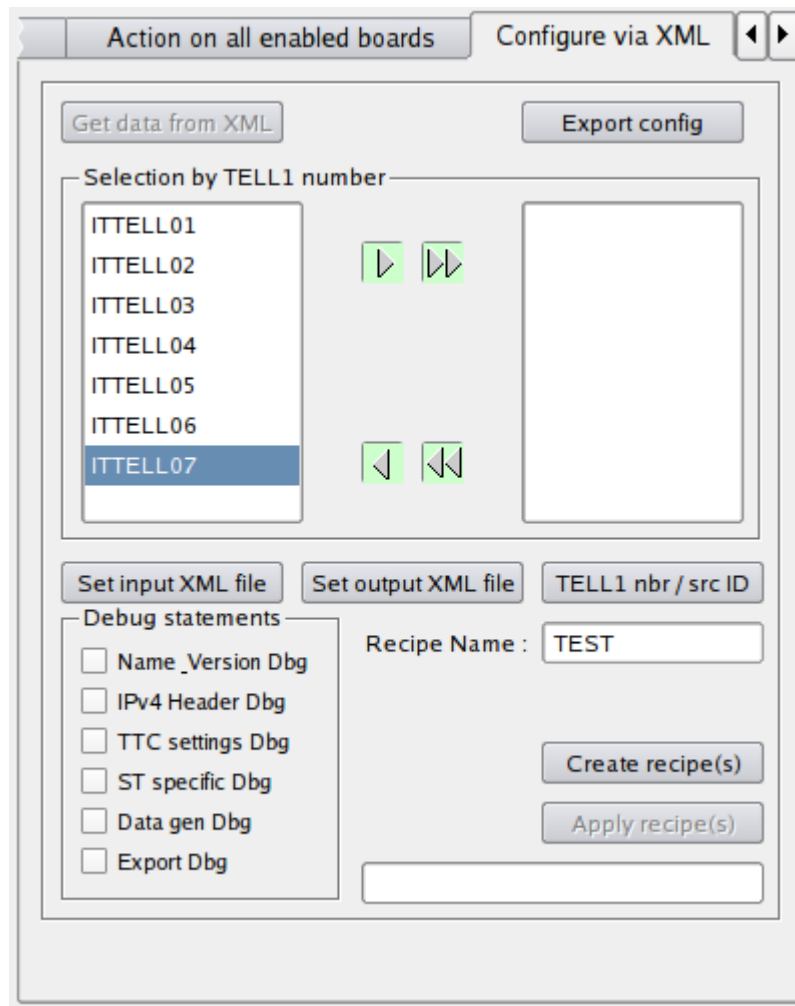 Action on all enabled boards
Configure via XML
Get data from XML
Export config
Selection by TELL1 number
ITTELL01
ITTELL02
ITTELL03
ITTELL04
ITTELL05
ITTELL06
ITTELL07
Set input XML file
Set output XML file
TELL1 nbr / src ID
Debug statements
Name_Version Dbg
IPv4 Header Dbg
TTC settings Dbg
ST specific Dbg
Data gen Dbg
Export Dbg
Recipe Name :
TEST
Create recipe(s)
Apply recipe(s)